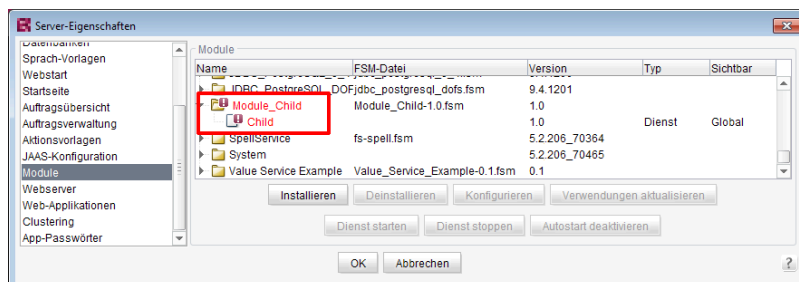 Server-Eigenschaften
Datenbanken
Sprach-Vorlagen
Webstart
Startseite
Auftragsübersicht
Auftragsverwaltung
Aktionsvorlagen
JAAS-Konfiguration
Module
Webserver
Web-Applikationen
Clustering
App-Passwörter
Module
Name FSM-Datei Version Typ Sichtbar
JDBC_PostgreSQL_DOF jdbc_postgresql_dofs.fsm 9.4.1201
Module_Child Module_Child-1.0.fsm 1.0
Child 1.0 Dienst Global
SpellService fs-spell.fsm 5.2.206_70364
System 5.2.206_70465
Value Service Example Value_Service_Example-0.1.fsm 0.1
Installieren Deinstallieren Konfigurieren Verwendungen aktualisieren
Dienst starten Dienst stoppen Autostart deaktivieren
OK Abbrechen ?